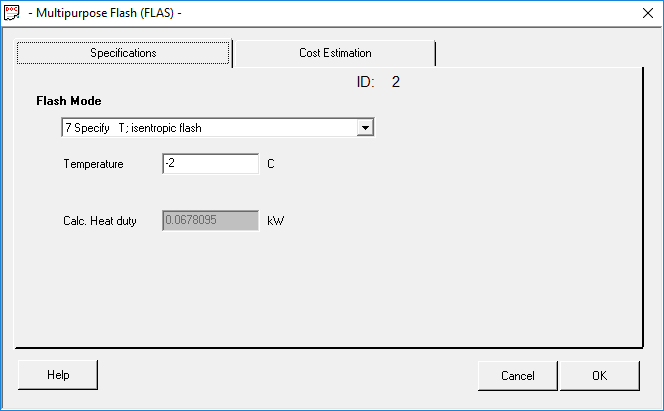 - Multipurpose Flash (FLAS) -
Specifications
Cost Estimation
ID: 2
Flash Mode
7 Specify T; isentropic flash
Temperature -2 C
Calc. Heat duty 0.0678095 kW
Help
Cancel
OK